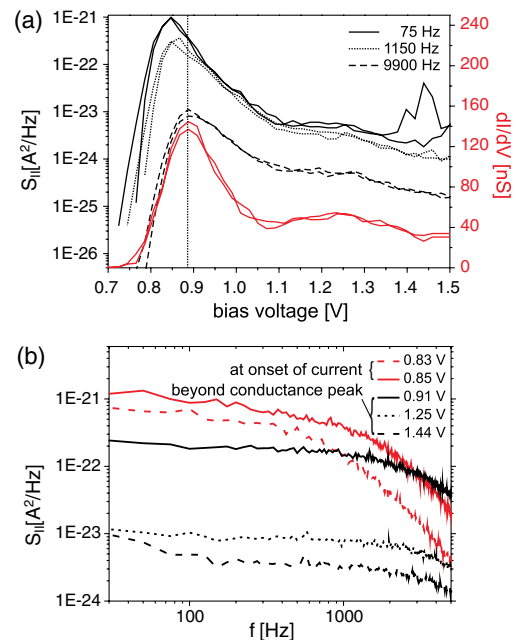 (a)
1E-21
1E-22
1E-23
1E-24
1E-25
1E-26
S_II[A²/Hz]
75 Hz
1150 Hz
9900 Hz
240
200
160
120
80
40
0
dI/dV [nS]
0.7 0.8 0.9 1.0 1.1 1.2 1.3 1.4 1.5
bias voltage [V]
(b)
at onset of current
beyond conductance peak
0.83 V
0.85 V
0.91 V
1.25 V
1.44 V
1E-21
1E-22
1E-23
1E-24
S_II[A²/Hz]
100 1000
f [Hz]